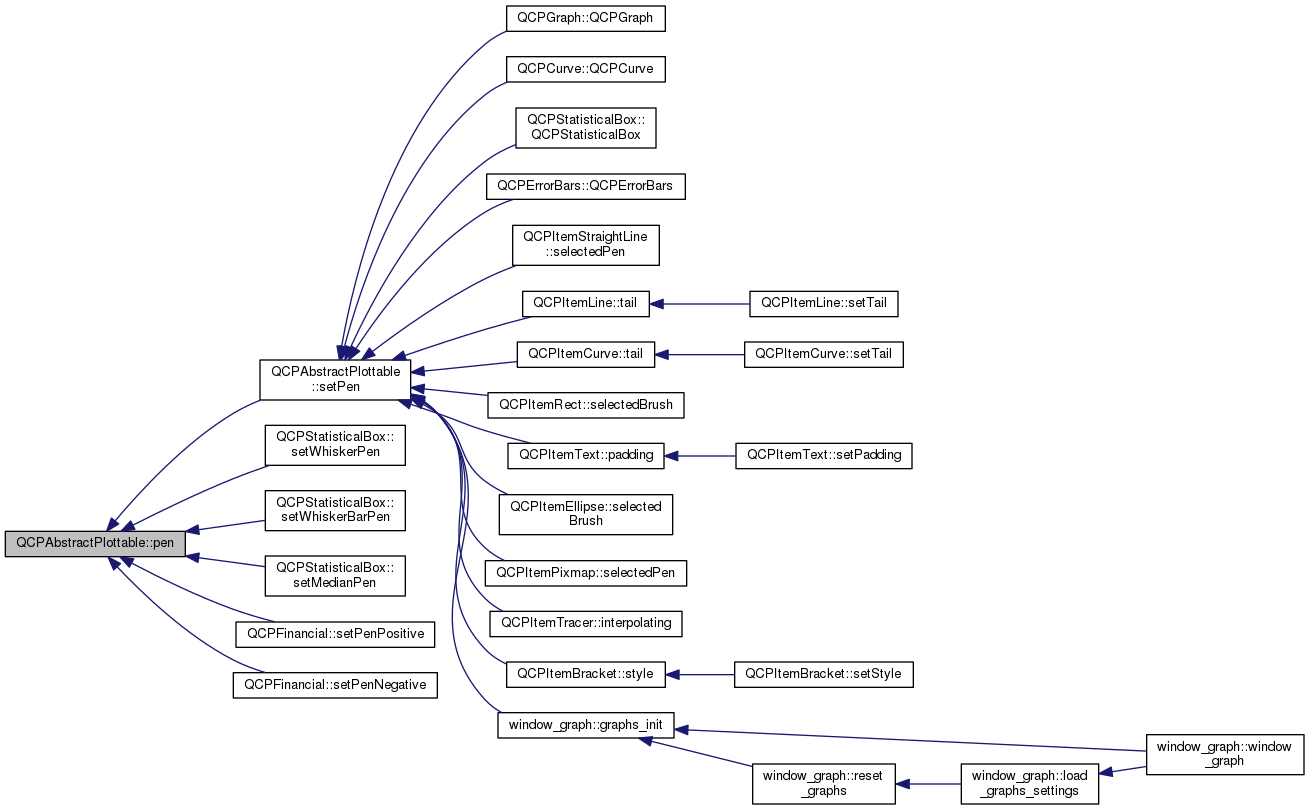 QCPGraph::QCPGraph
QCPCurve::QCPCurve
QCPStatisticalBox::
QCPStatisticalBox
QCPErrorBars::QCPErrorBars
QCPItemStraightLine
::selectedPen
QCPItemLine::tail
QCPItemLine::setTail
QCPItemCurve::tail
QCPItemCurve::setTail
QCPAbstractPlottable
::setPen
QCPItemRect::selectedBrush
QCPStatisticalBox::
setWhiskerPen
QCPItemText::padding
QCPItemText::setPadding
QCPStatisticalBox::
setWhiskerBarPen
QCPItemEllipse::selected
Brush
QCPAbstractPlottable::pen
QCPStatisticalBox::
setMedianPen
QCPItemPixmap::selectedPen
QCPFinancial::setPenPositive
QCPItemTracer::interpolating
QCPFinancial::setPenNegative
QCPItemBracket::style
QCPItemBracket::setStyle
window_graph::graphs_init
window_graph::window
_graph
window_graph::reset
_graphs
window_graph::load
_graphs_settings